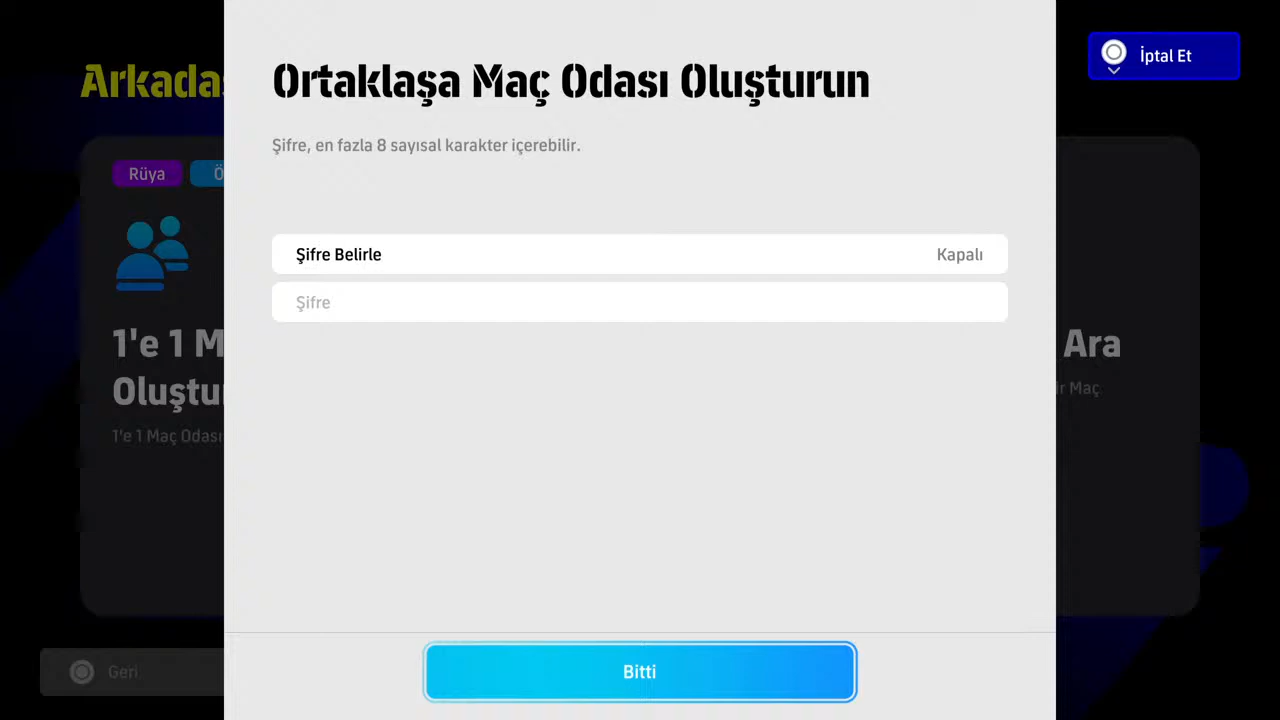 Arkadaş
Ortaklaşa Maç Odası Oluşturun
İptal Et
Şifre, en fazla 8 sayısal karakter içerebilir.
Rüya
Şifre Belirle
Kapalı
Şifre
1'e 1 M
Ara
Oluştur
ir Maç
1'e 1 Maç Odası
Geri
Bitti